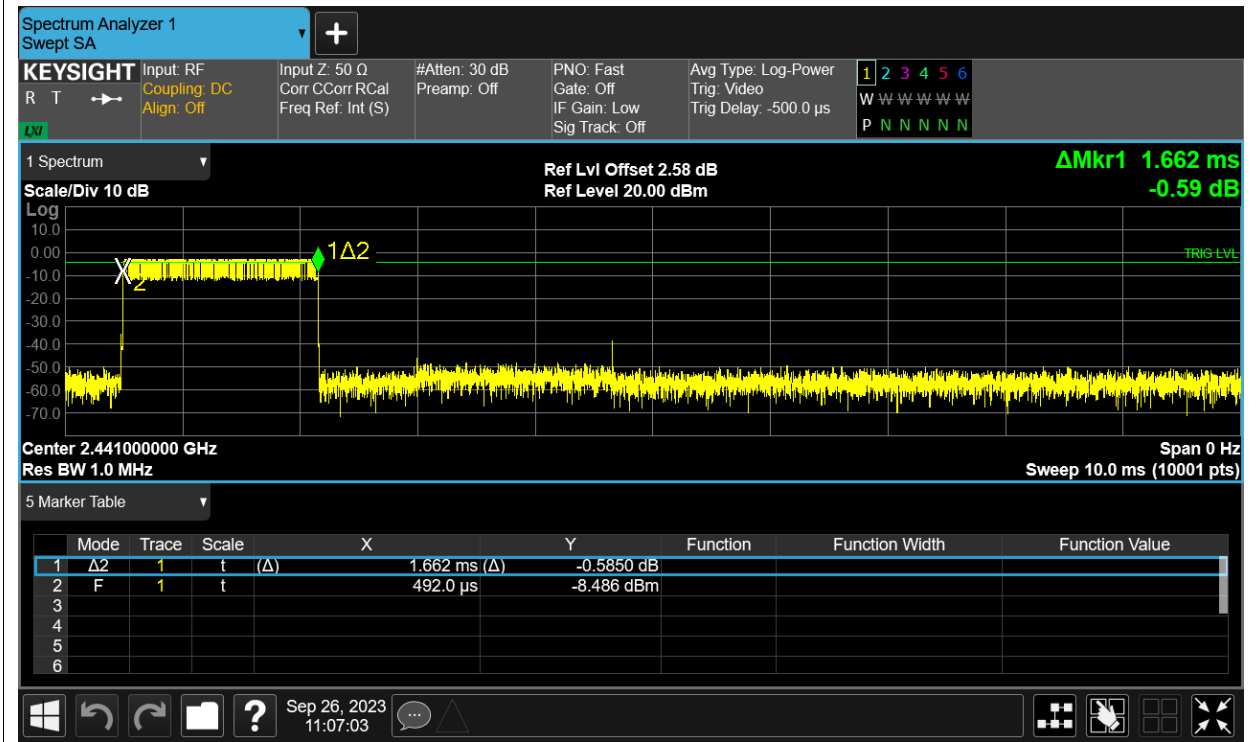 Spectrum Analyzer 1
Swept SA
KEYSIGHT Input: RF Input Z: 50 Ω #Atten: 30 dB PNO: Fast Avg Type: Log-Power 1 2 3 4 5 6
R T Coupling: DC Corr CCorr RCal Preamp: Off Gate: Off Trig: Video W W W W W W
Align: Off Freq Ref: Int (S) IF Gain: Low Trig Delay: -500.0 µs
LXI Sig Track: Off P N N N N N
1 Spectrum Ref Lvl Offset 2.58 dB ΔMkr1 1.662 ms
Scale/Div 10 dB Ref Level 20.00 dBm -0.59 dB
Log
10.0
0.00 1Δ2 TRIG LVL
-10.0 X2
-20.0
-30.0
-40.0
-50.0
-60.0
-70.0
Center 2.441000000 GHz Span 0 Hz
Res BW 1.0 MHz Sweep 10.0 ms (10001 pts)
5 Marker Table
Mode Trace Scale X Y Function Function Width Function Value
1 Δ2 1 t (Δ) 1.662 ms (Δ) -0.5850 dB
2 F 1 t 492.0 µs -8.486 dBm
3
4
5
6
? Sep 26, 2023
11:07:03